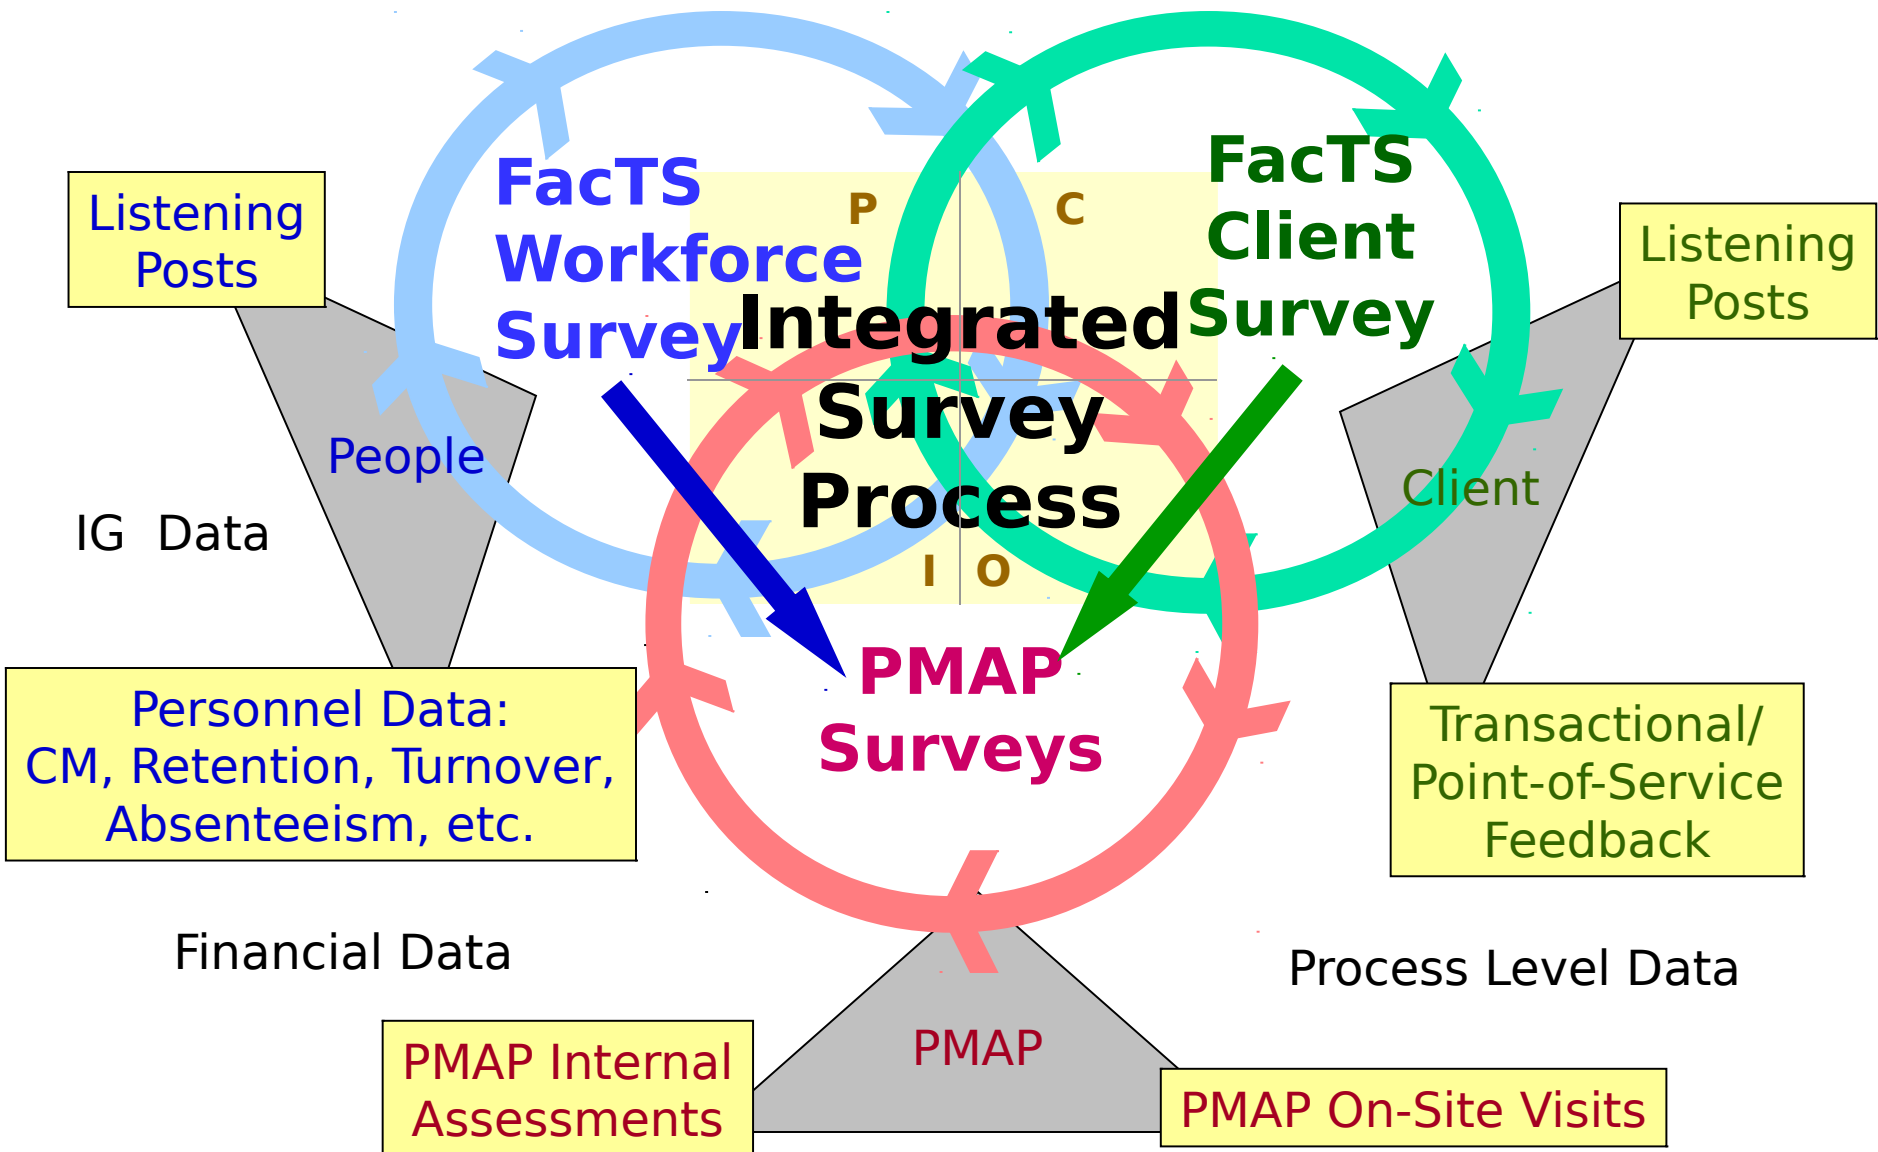 FacTS
Workforce
Survey
FacTS
Client
Survey
P
C
Listening
Posts
Listening
Posts
Integrated
Survey
Process
People
Client
IG  Data
I
O
PMAP
Surveys
Personnel Data:
CM, Retention, Turnover,
Absenteeism, etc.
Transactional/
Point-of-Service
Feedback
Financial Data
Process Level Data
PMAP
PMAP Internal
Assessments
PMAP On-Site Visits